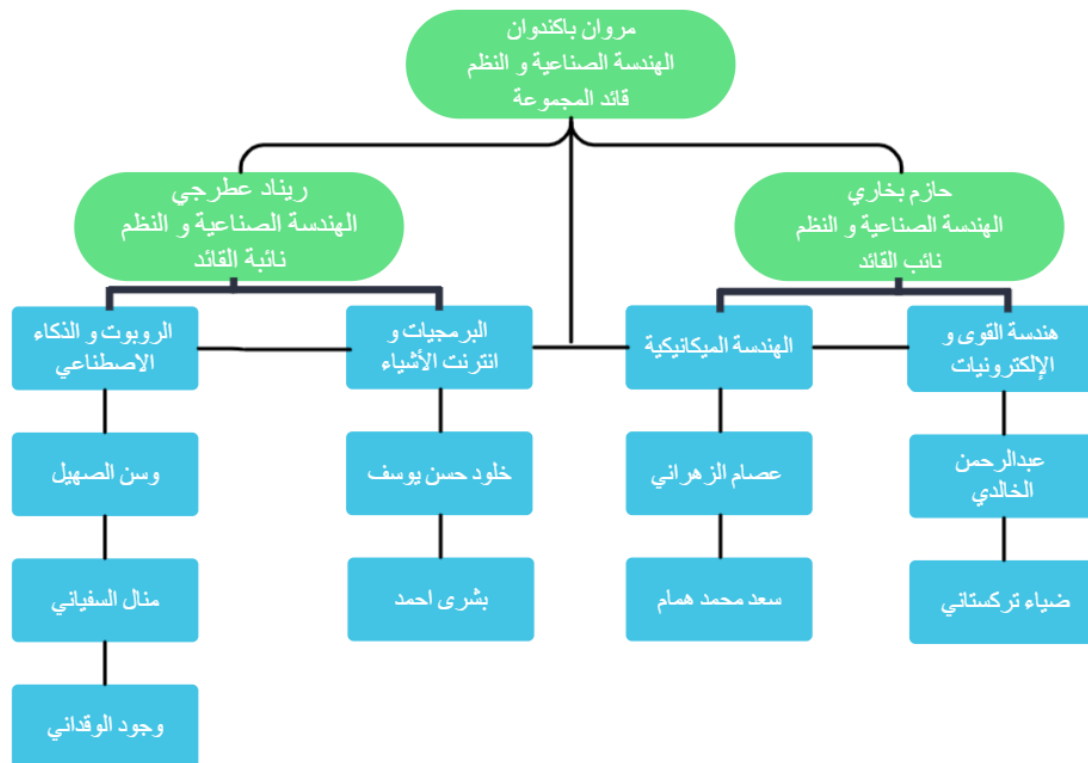 مروان باكندوان
الهندسة الصناعية و النظم
قائد المجموعة
حازم بخاري
الهندسة الصناعية و النظم
نائب القائد
ريناد عطرجي
الهندسة الصناعية و النظم
نائبة القائد
هندسة القوى و
الإلكترونيات
الهندسة الميكانيكية
البرمجيات و
انترنت الأشياء
الروبوت و الذكاء
الاصطناعي
عبدالرحمن
الخالدي
عصام الزهراني
خلود حسن يوسف
وسن الصهيل
ضياء تركستاني
سعد محمد همام
بشرى احمد
منال السفياني
وجود الوقداني